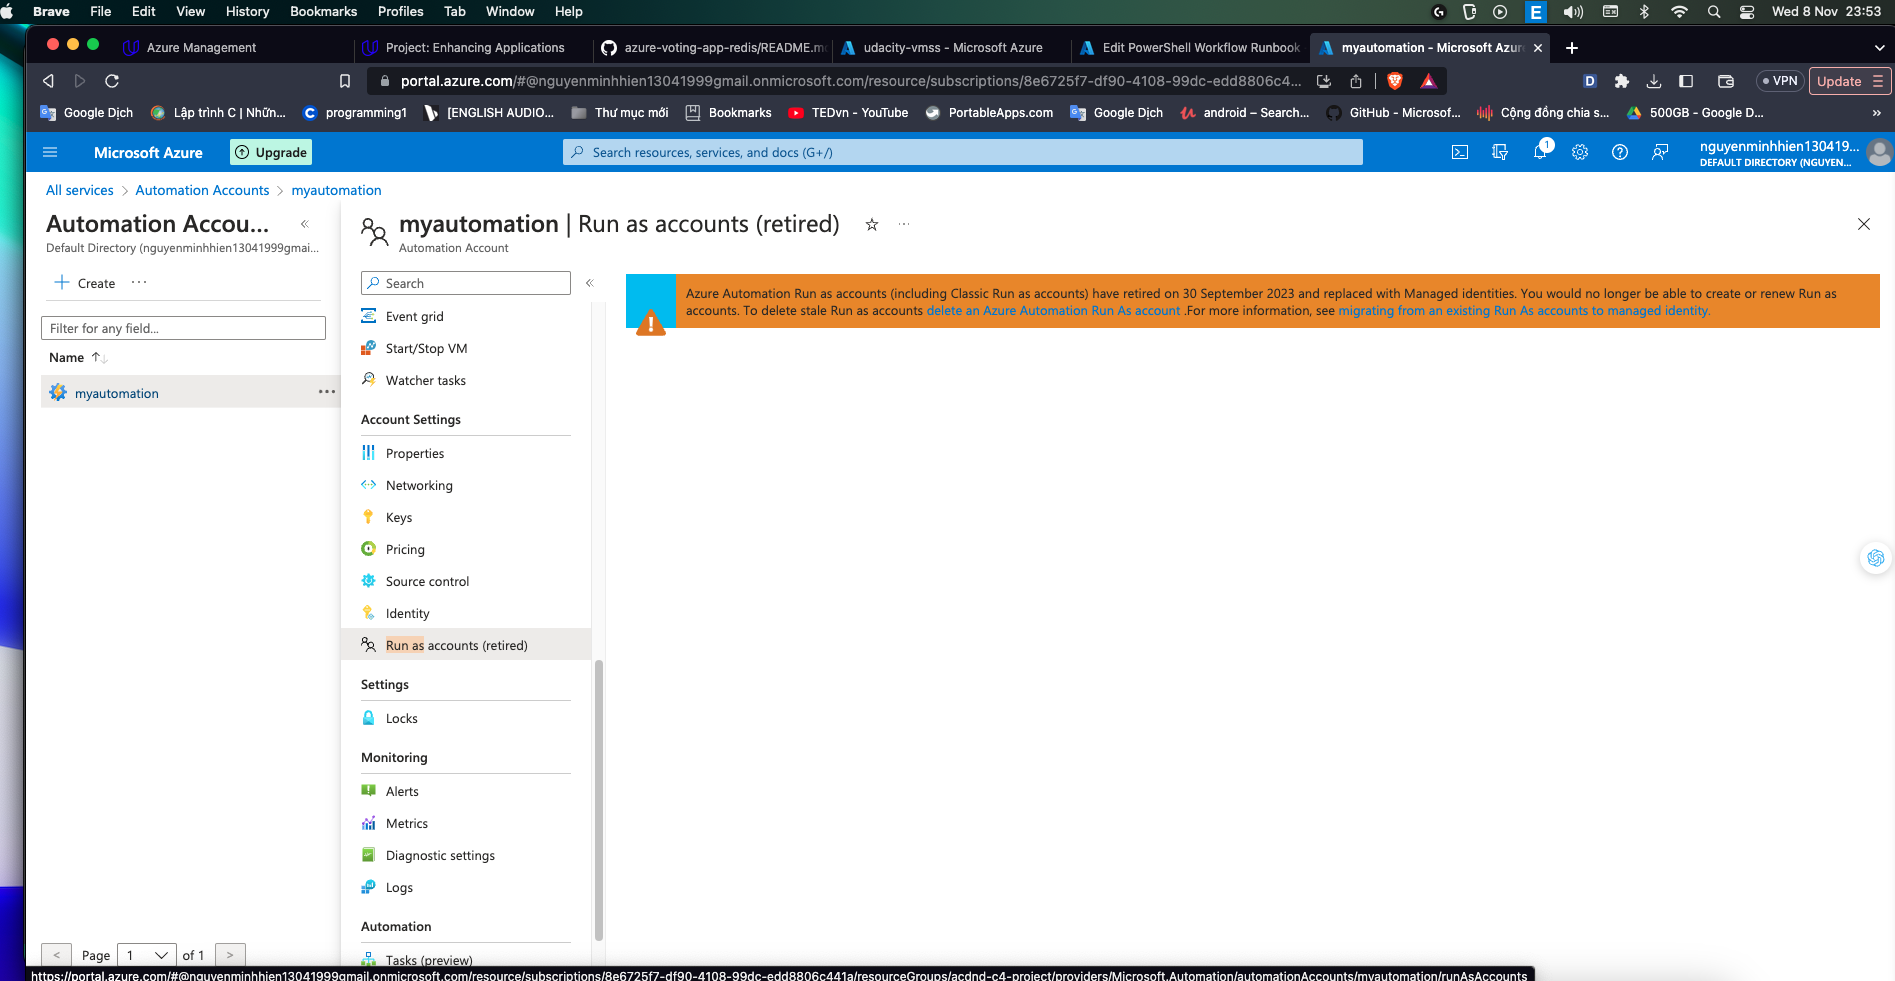 Brave File Edit View History Bookmarks Profiles Tab Window Help
E Wed 8 Nov 23:53
Azure Management
Project: Enhancing Applications
azure-voting-app-redis/README.m
udacity-vmss - Microsoft Azure
Edit PowerShell Workflow Runbook
myautomation - Microsoft Azur
portal.azure.com/#@nguyenminhhien13041999gmail.onmicrosoft.com/resource/subscriptions/8e6725f7-df90-4108-99dc-edd8806c4...
D VPN Update
Google Dịch
Lập trình C | Nhữn...
programming1
[ENGLISH AUDIO...
Thư mục mới
Bookmarks
TEDvn - YouTube
PortableApps.com
Google Dịch
android – Search...
GitHub - Microsof...
Cộng đồng chia s...
500GB - Google D...
»
Microsoft Azure
Upgrade
Search resources, services, and docs (G+/)
1
nguyenminhhien130419...
DEFAULT DIRECTORY (NGUYEN...
All services > Automation Accounts > myautomation
Automation Accou...
«
Default Directory (nguyenminhhien13041999gmai...
+ Create ...
Filter for any field...
Name ↑↓
myautomation ...
< Page 1 of 1 >
myautomation | Run as accounts (retired) ...
Automation Account
Search
«
Event grid
Start/Stop VM
Watcher tasks
Account Settings
Properties
Networking
Keys
Pricing
Source control
Identity
Run as accounts (retired)
Settings
Locks
Monitoring
Alerts
Metrics
Diagnostic settings
Logs
Automation
Tasks (preview)
Azure Automation Run as accounts (including Classic Run as accounts) have retired on 30 September 2023 and replaced with Managed identities. You would no longer be able to create or renew Run as
accounts. To delete stale Run as accounts delete an Azure Automation Run As account .For more information, see migrating from an existing Run As accounts to managed identity.
https://portal.azure.com/#@nguyenminhhien13041999gmail.onmicrosoft.com/resource/subscriptions/8e6725f7-df90-4108-99dc-edd8806c441a/resourceGroups/acdnd-c4-project/providers/Microsoft.Automation/automationAccounts/myautomation/runAsAccounts